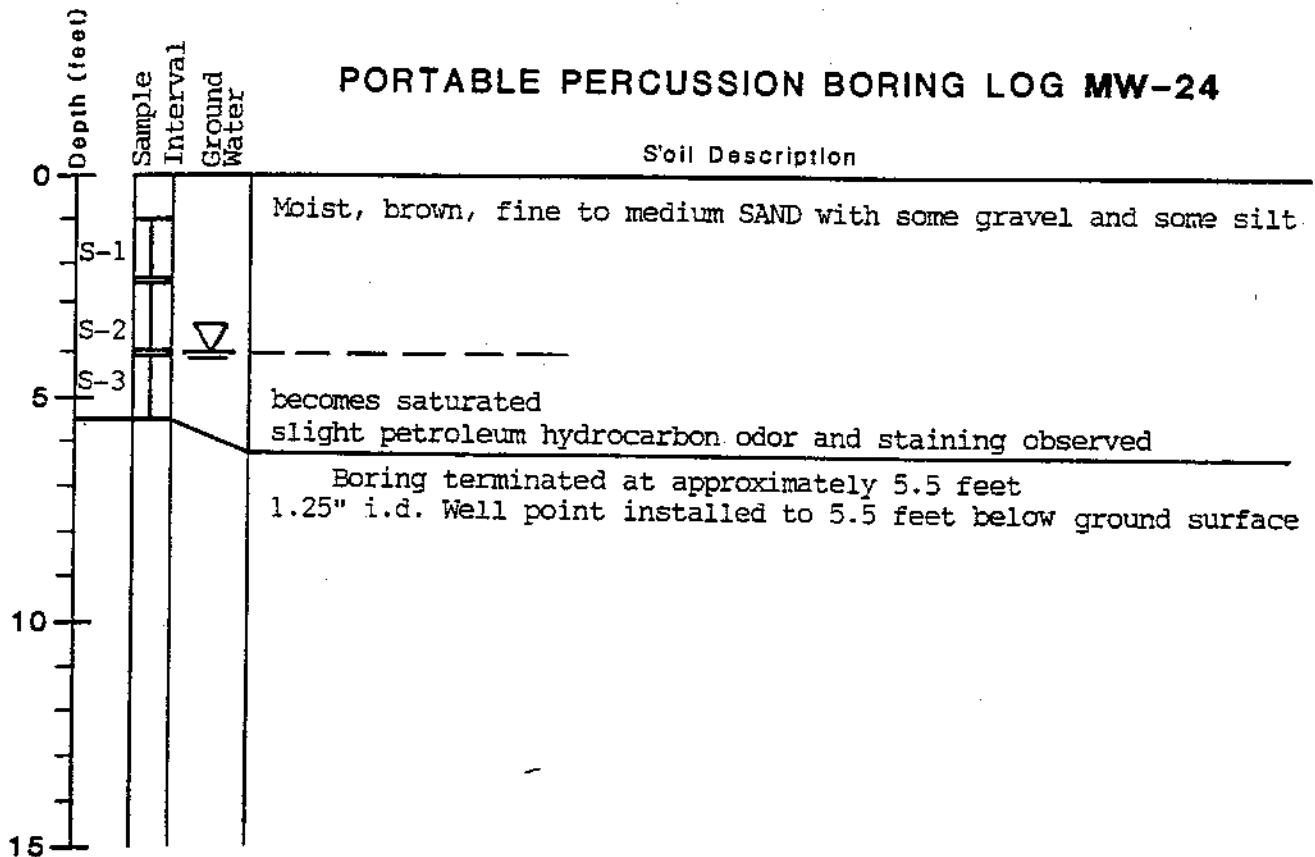 PORTABLE PERCUSSION BORING LOG MW-24
Depth (feet)
Sample
Interval
Ground
Water
S'oil Description
0
Moist, brown, fine to medium SAND with some gravel and some silt
S-1
S-2
S-3
5
becomes saturated
slight petroleum hydrocarbon odor and staining observed
Boring terminated at approximately 5.5 feet
1.25" i.d. Well point installed to 5.5 feet below ground surface
10
15